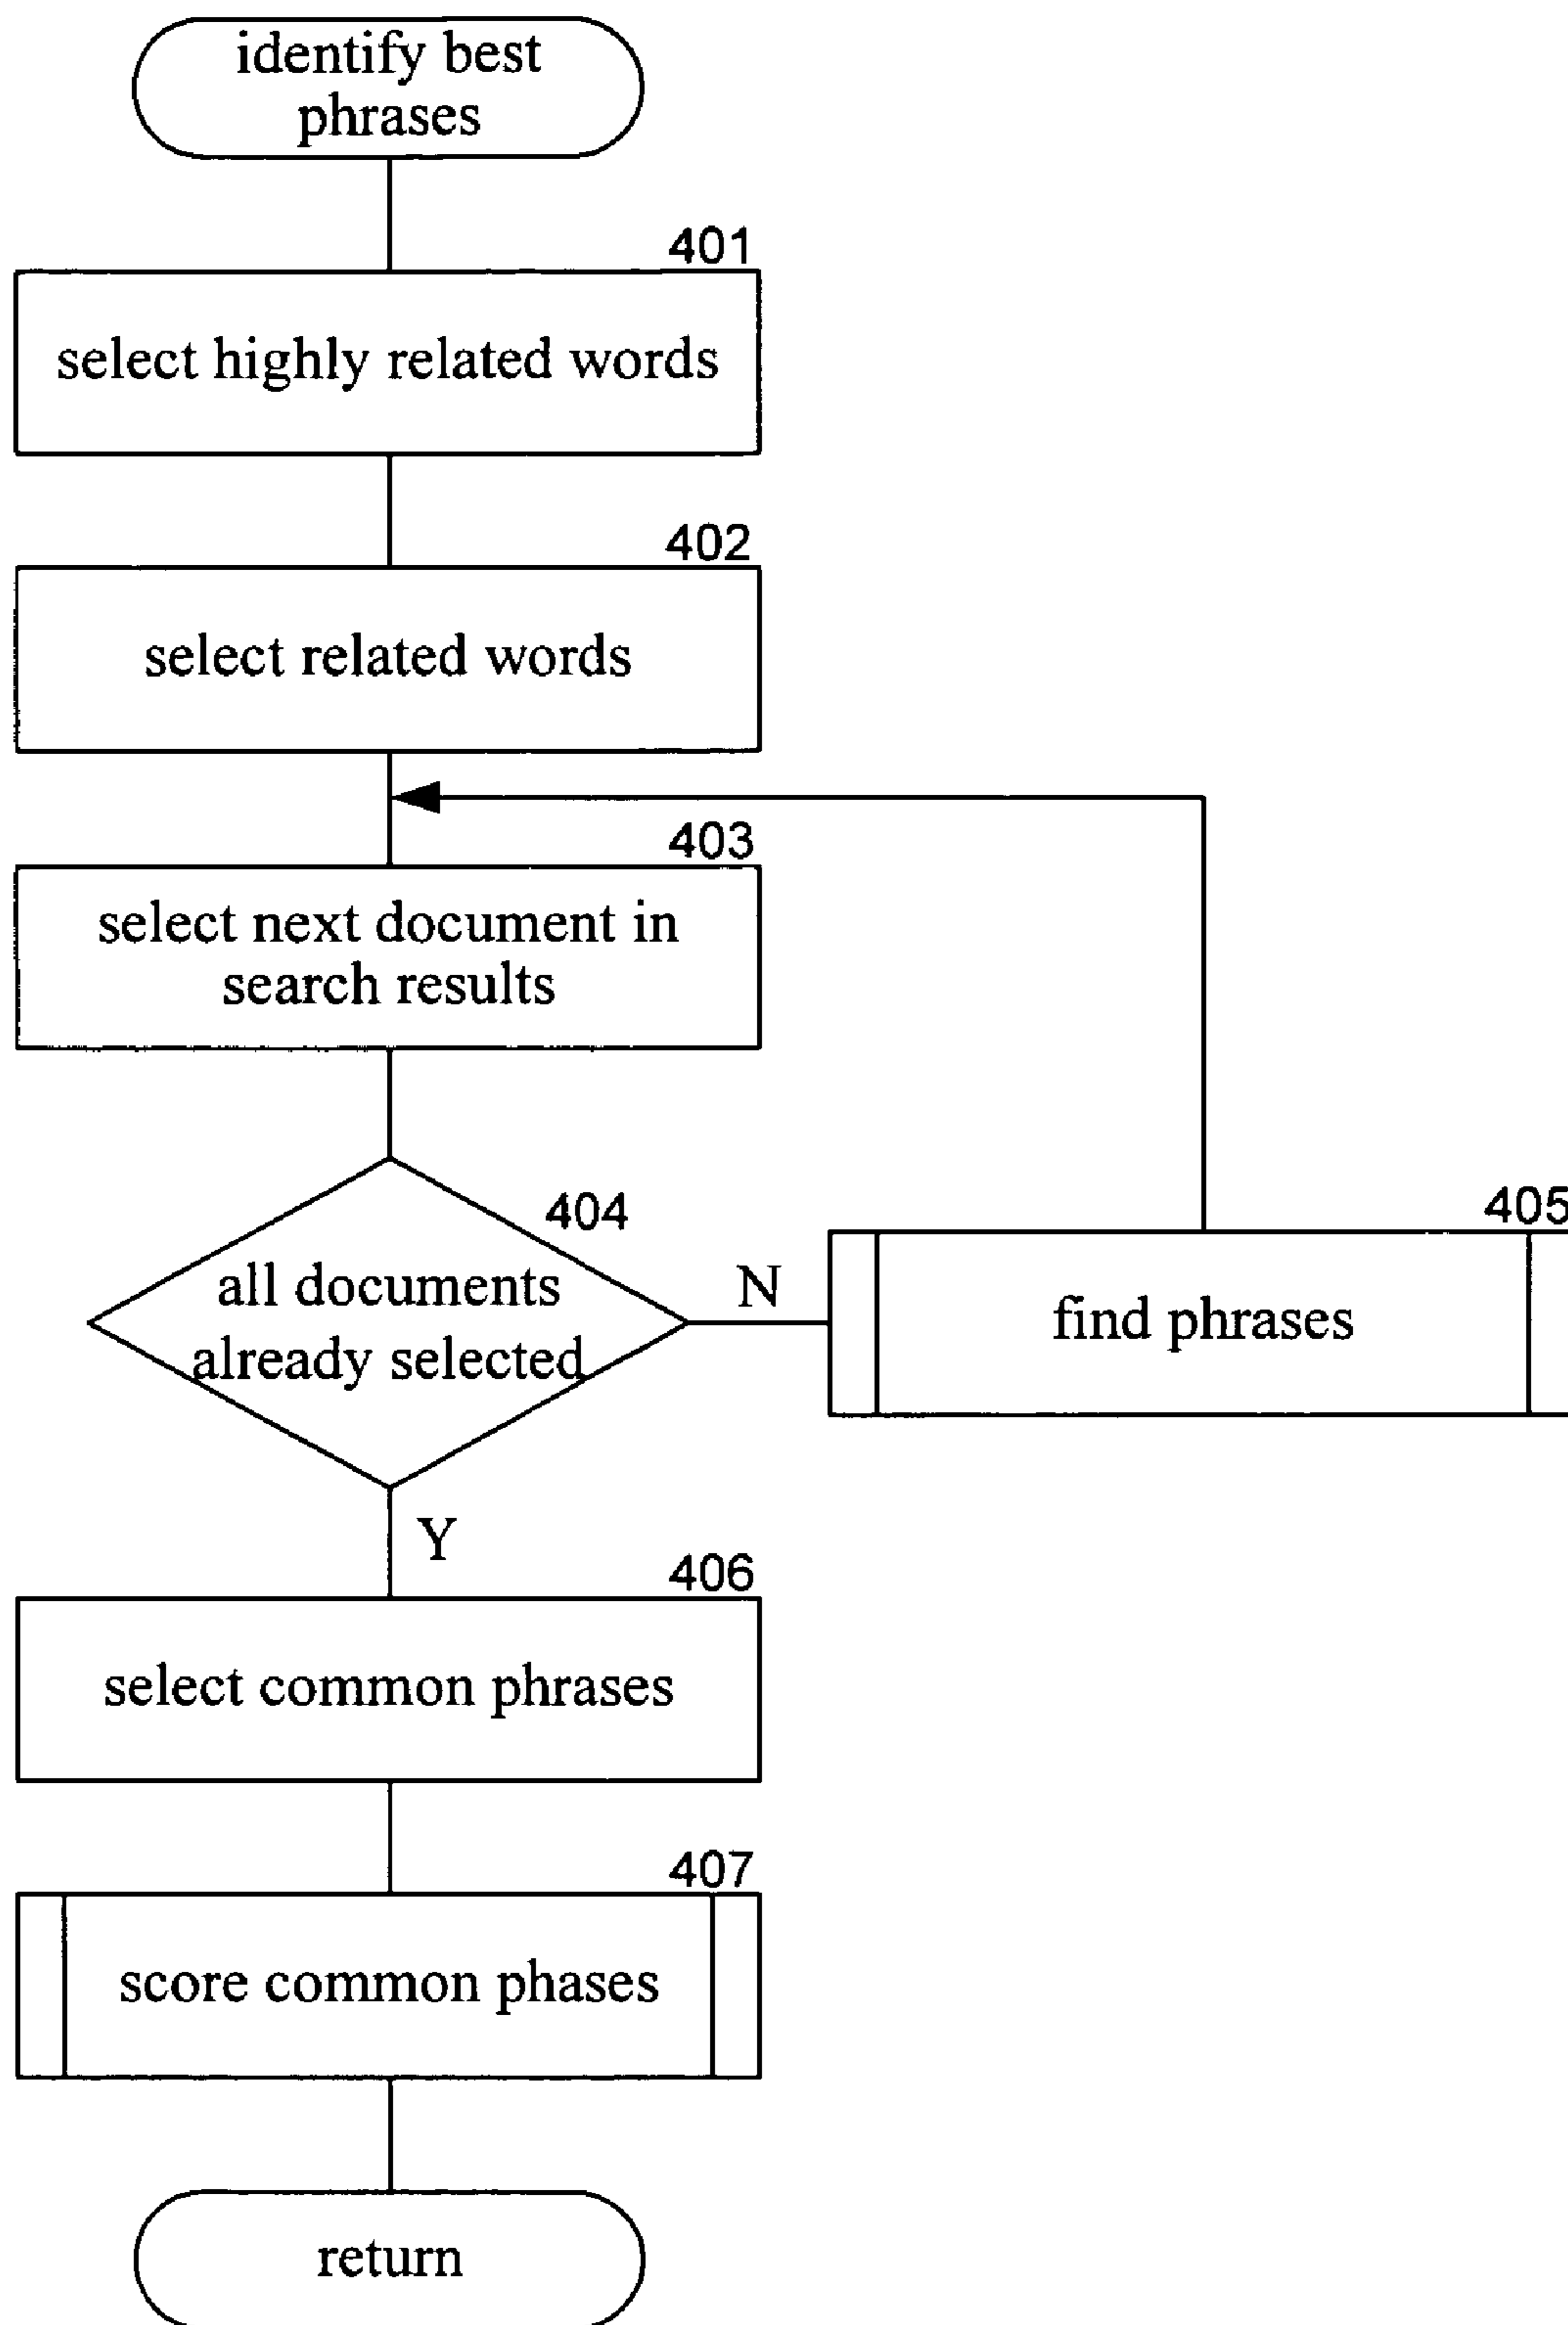 identify best
phrases
401
select highly related words
402
select related words
403
select next document in
search results
404
all documents
already selected
N
405
find phrases
Y
406
select common phrases
407
score common phases
return